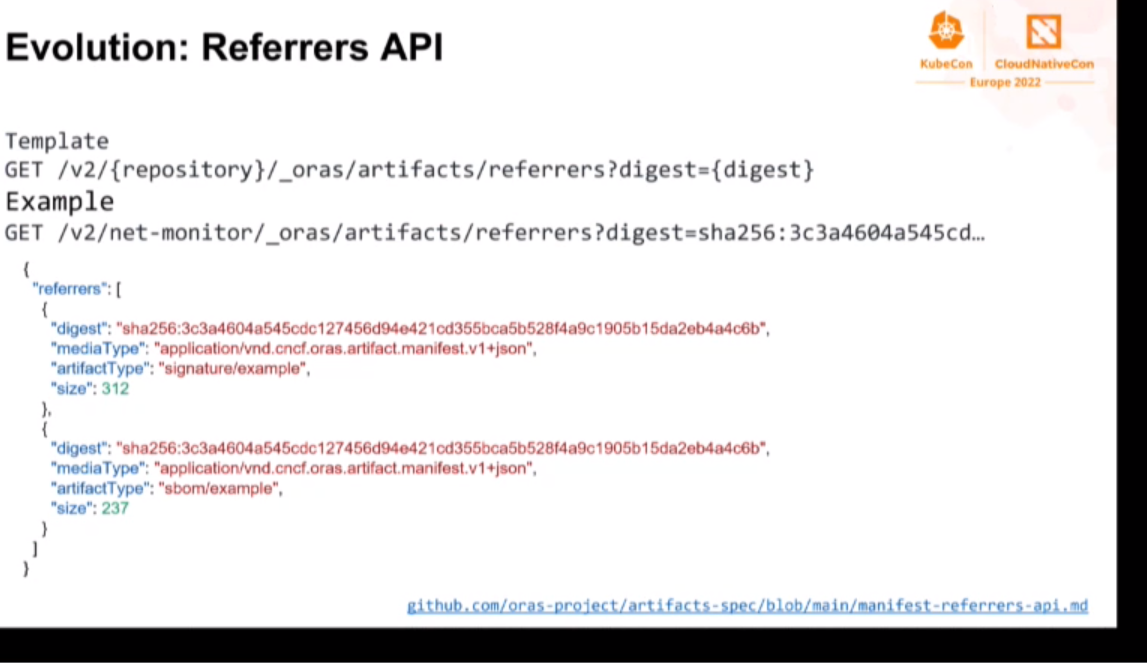 Evolution: Referrers API
KubeCon CloudNativeCon
Europe 2022
Template
GET /v2/{repository}/_oras/artifacts/referrers?digest={digest}
Example
GET /v2/net-monitor/_oras/artifacts/referrers?digest=sha256:3c3a4604a545cd…
{
"referrers": [
{
"digest": "sha256:3c3a4604a545cdc127456d94e421cd355bca5b528f4a9c1905b15da2eb4a4c6b",
"mediaType": "application/vnd.cncf.oras.artifact.manifest.v1+json",
"artifactType": "signature/example",
"size": 312
},
{
"digest": "sha256:3c3a4604a545cdc127456d94e421cd355bca5b528f4a9c1905b15da2eb4a4c6b",
"mediaType": "application/vnd.cncf.oras.artifact.manifest.v1+json",
"artifactType": "sbom/example",
"size": 237
}
]
}
github.com/oras-project/artifacts-spec/blob/main/manifest-referrers-api.md